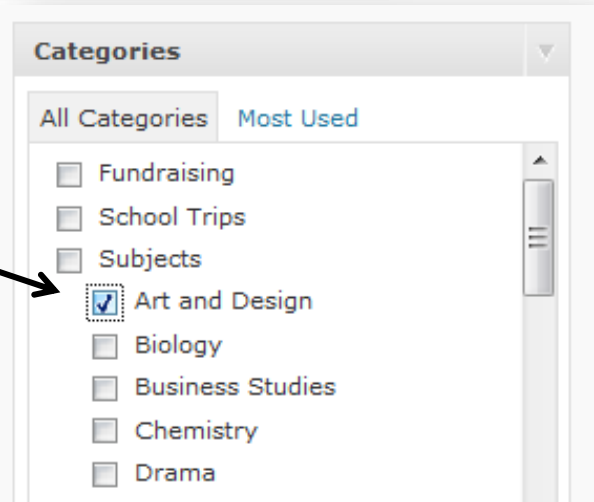 Categories
All Categories Most Used
Fundraising
School Trips
Subjects
Art and Design
Biology
Business Studies
Chemistry
Drama